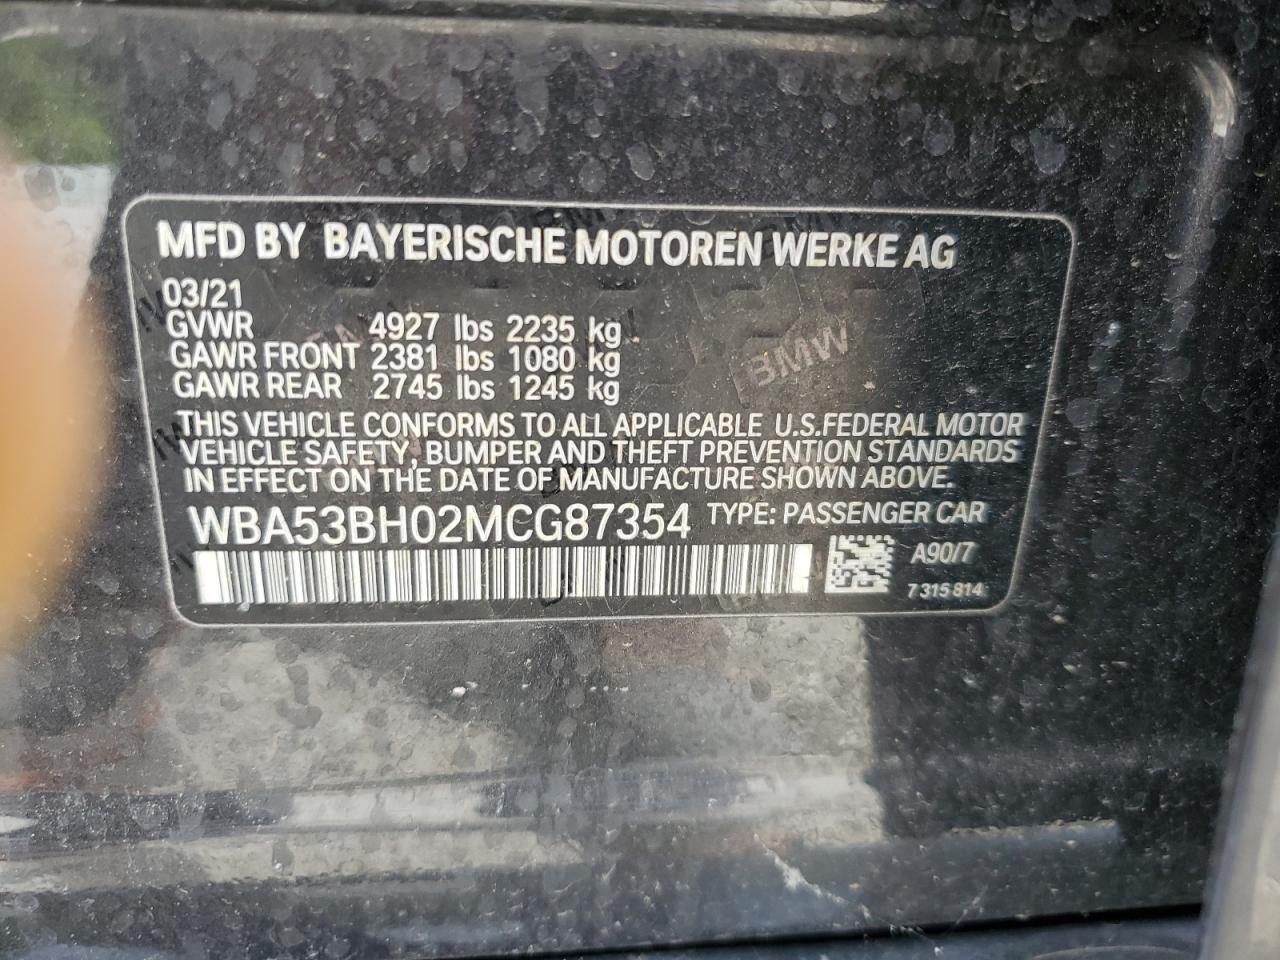 MFD BY BAYERISCHE MOTOREN WERKE AG
03/21
GVWR 4927 lbs 2235 kg
GAWR FRONT 2381 lbs 1080 kg
GAWR REAR 2745 lbs 1245 kg
THIS VEHICLE CONFORMS TO ALL APPLICABLE U.S.FEDERAL MOTOR
VEHICLE SAFETY, BUMPER AND THEFT PREVENTION STANDARDS
IN EFFECT ON THE DATE OF MANUFACTURE SHOWN ABOVE.
WBA53BH02MCG87354 TYPE: PASSENGER CAR
A90/7
7 315 814
BMW